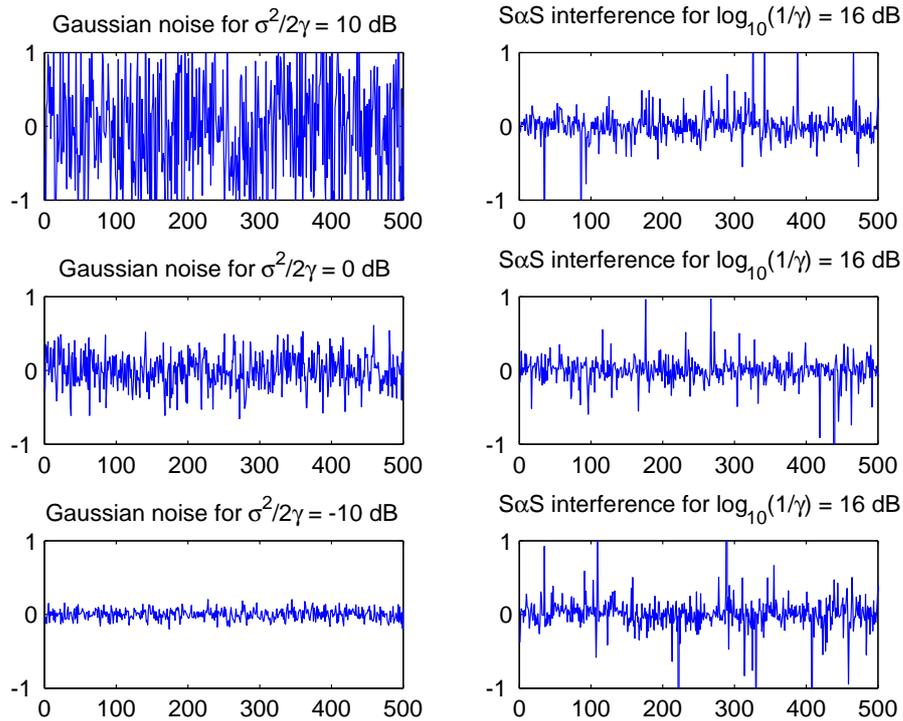 Gaussian noise for σ²/2γ = 10 dB
1
0
-1
0 100 200 300 400 500
SαS interference for log₁₀(1/γ) = 16 dB
1
0
-1
0 100 200 300 400 500
Gaussian noise for σ²/2γ = 0 dB
1
0
-1
0 100 200 300 400 500
SαS interference for log₁₀(1/γ) = 16 dB
1
0
-1
0 100 200 300 400 500
Gaussian noise for σ²/2γ = -10 dB
1
0
-1
0 100 200 300 400 500
SαS interference for log₁₀(1/γ) = 16 dB
1
0
-1
0 100 200 300 400 500